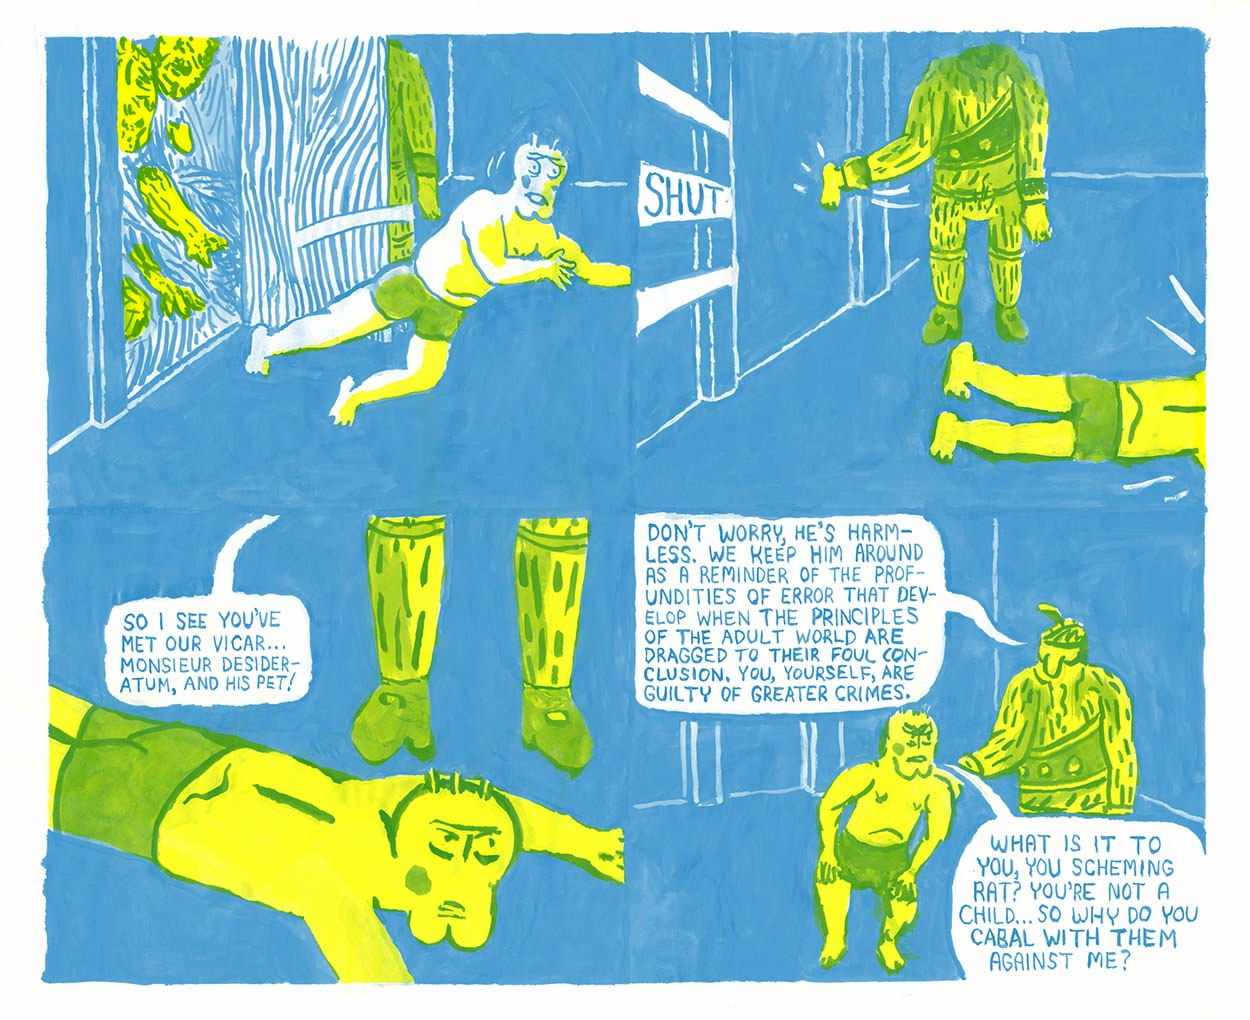 SHUT
SO I SEE YOU'VE
MET OUR VICAR...
MONSIEUR DESIDER-
ATUM, AND HIS PET!
DON'T WORRY, HE'S HARM-
LESS. WE KEEP HIM AROUND
AS A REMINDER OF THE PROF-
UNDITIES OF ERROR THAT DEV-
ELOP WHEN THE PRINCIPLES
OF THE ADULT WORLD ARE
DRAGGED TO THEIR FOUL CON-
CLUSION. YOU, YOURSELF, ARE
GUILTY OF GREATER CRIMES.
WHAT IS IT TO
YOU, YOU SCHEMING
RAT? YOU'RE NOT A
CHILD... SO WHY DO YOU
CABAL WITH THEM
AGAINST ME?